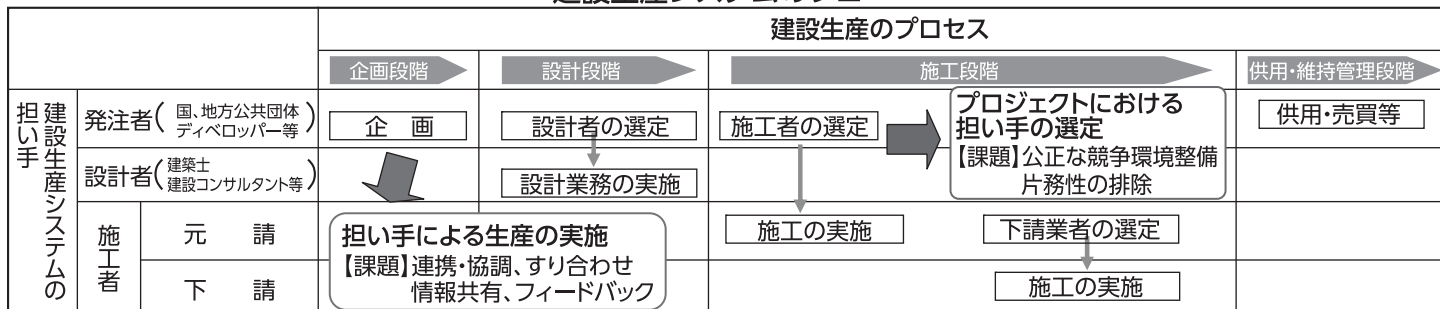 建設生産のプロセス
企画段階
設計段階
施工段階
供用・維持管理段階
建設生産システムの
担い手
発注者(国、地方公共団体
ディベロッパー等)
企 画
設計者の選定
施工者の選定
プロジェクトにおける
担い手の選定
【課題】公正な競争環境整備
片務性の排除
供用・売買等
設計者(建築士
建設コンサルタント等)
設計業務の実施
施工者
元 請
担い手による生産の実施
【課題】連携・協調、すり合わせ
情報共有、フィードバック
施工の実施
下請業者の選定
下 請
施工の実施